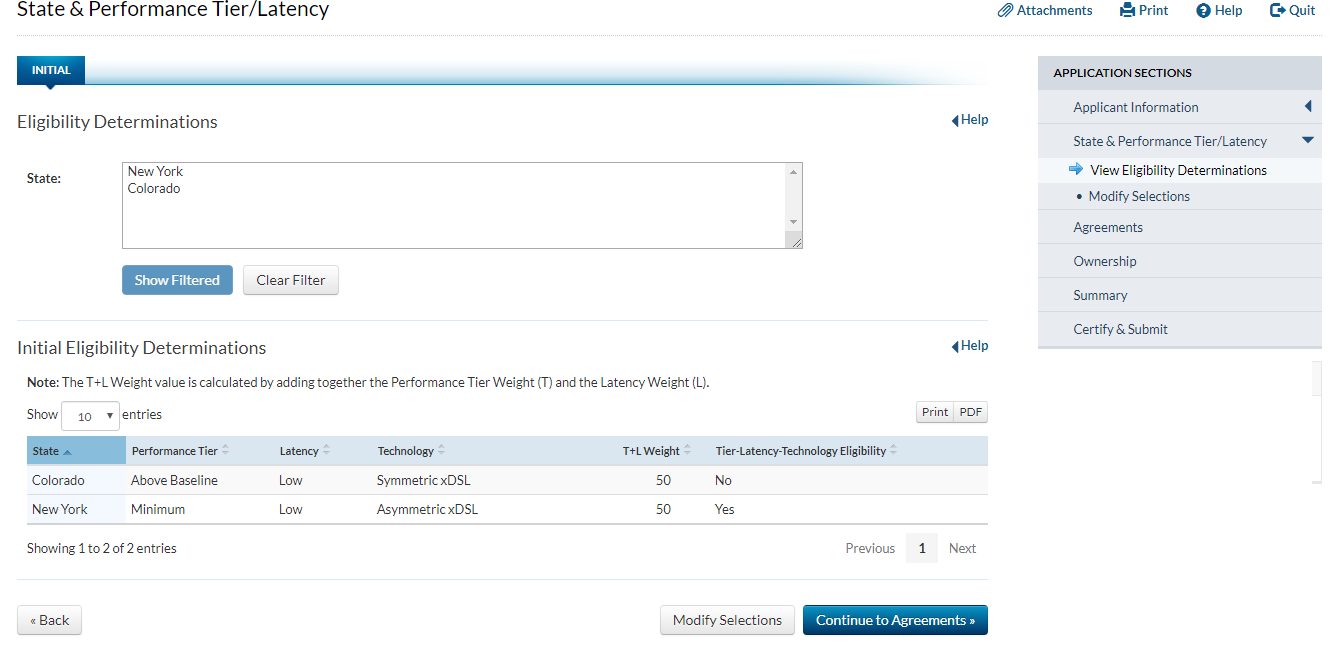 State & Performance Tier/Latency
Attachments Print Help Quit
INITIAL
Eligibility Determinations
Help
State:
New York
Colorado
Show Filtered Clear Filter
Initial Eligibility Determinations
Help
Note: The T+L Weight value is calculated by adding together the Performance Tier Weight (T) and the Latency Weight (L).
Show 10 entries
Print PDF
State Performance Tier Latency Technology T+L Weight Tier-Latency-Technology Eligibility
Colorado Above Baseline Low Symmetric xDSL 50 No
New York Minimum Low Asymmetric xDSL 50 Yes
Showing 1 to 2 of 2 entries
Previous 1 Next
« Back
Modify Selections
Continue to Agreements »
APPLICATION SECTIONS
Applicant Information
State & Performance Tier/Latency
View Eligibility Determinations
• Modify Selections
Agreements
Ownership
Summary
Certify & Submit